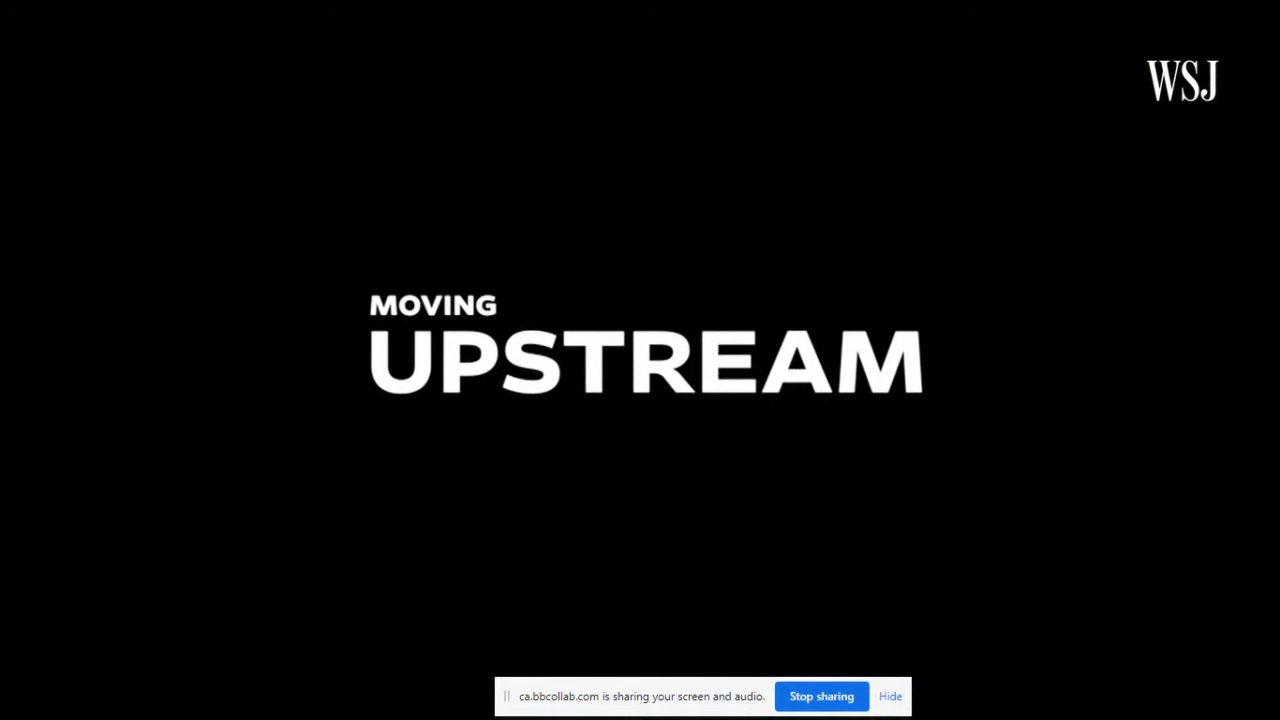 WSJ
MOVING
UPSTREAM
ca.bbcollab.com is sharing your screen and audio. Stop sharing Hide